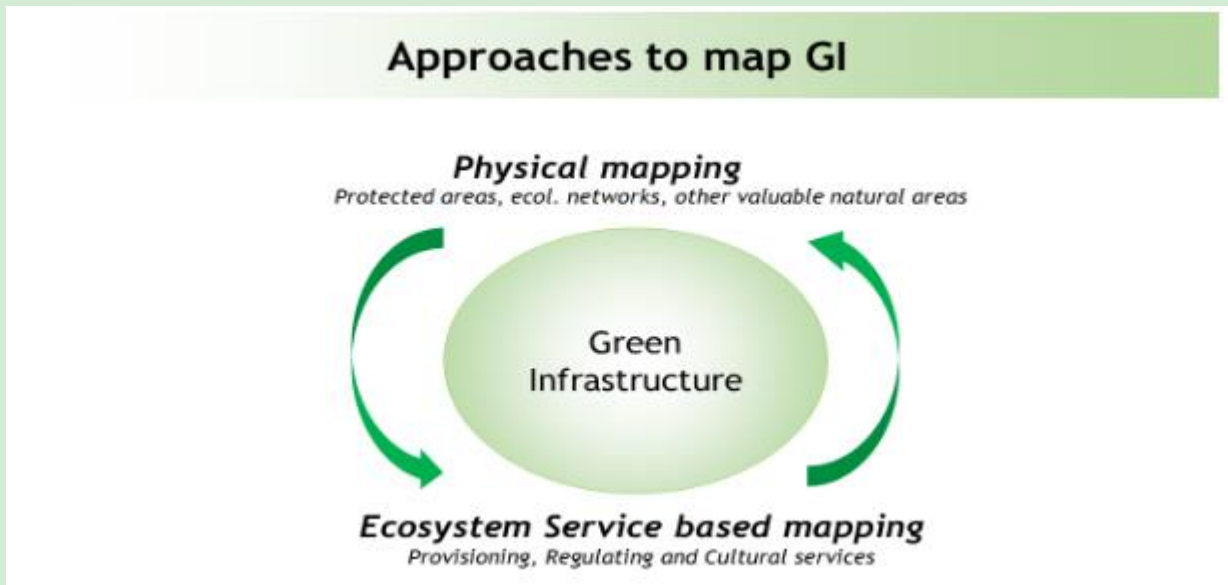 Approaches to map GI
Physical mapping
Protected areas, ecol. networks, other valuable natural areas
Green
Infrastructure
Ecosystem Service based mapping
Provisioning, Regulating and Cultural services